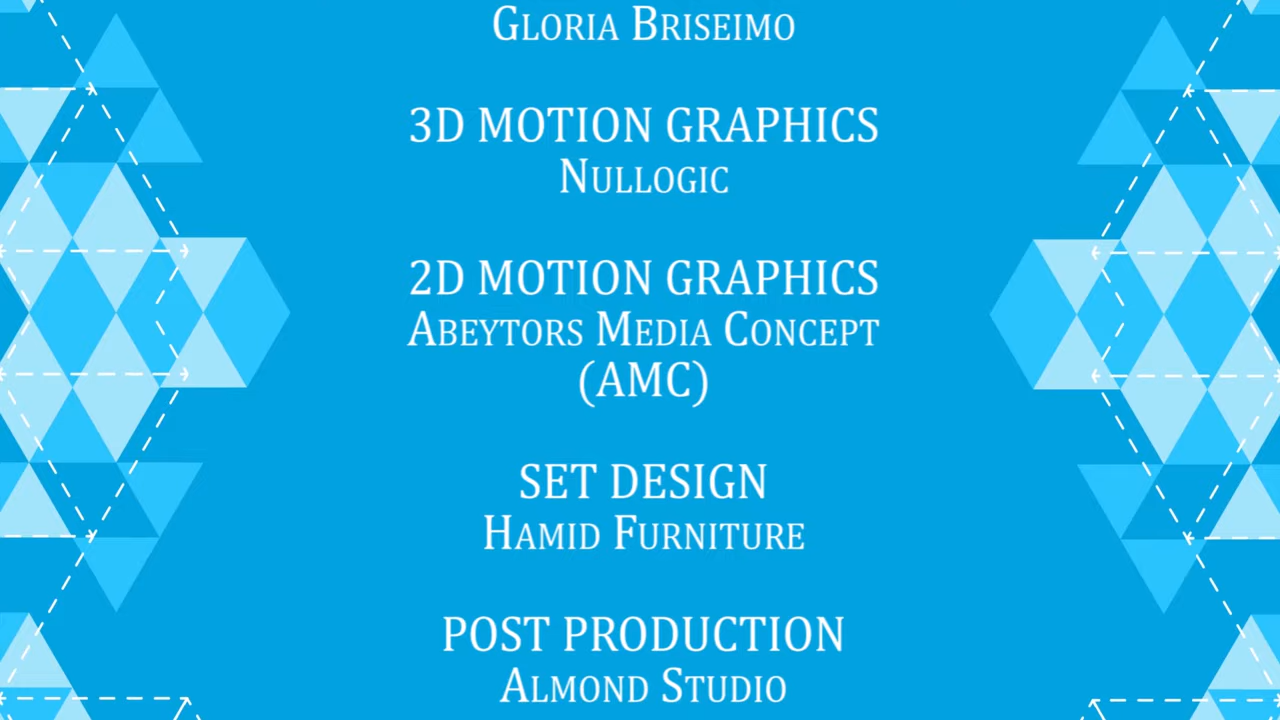 Gloria Briseimo
3D MOTION GRAPHICS
Nullogic
2D MOTION GRAPHICS
Abeytors Media Concept
(AMC)
SET DESIGN
Hamid Furniture
POST PRODUCTION
Almond Studio